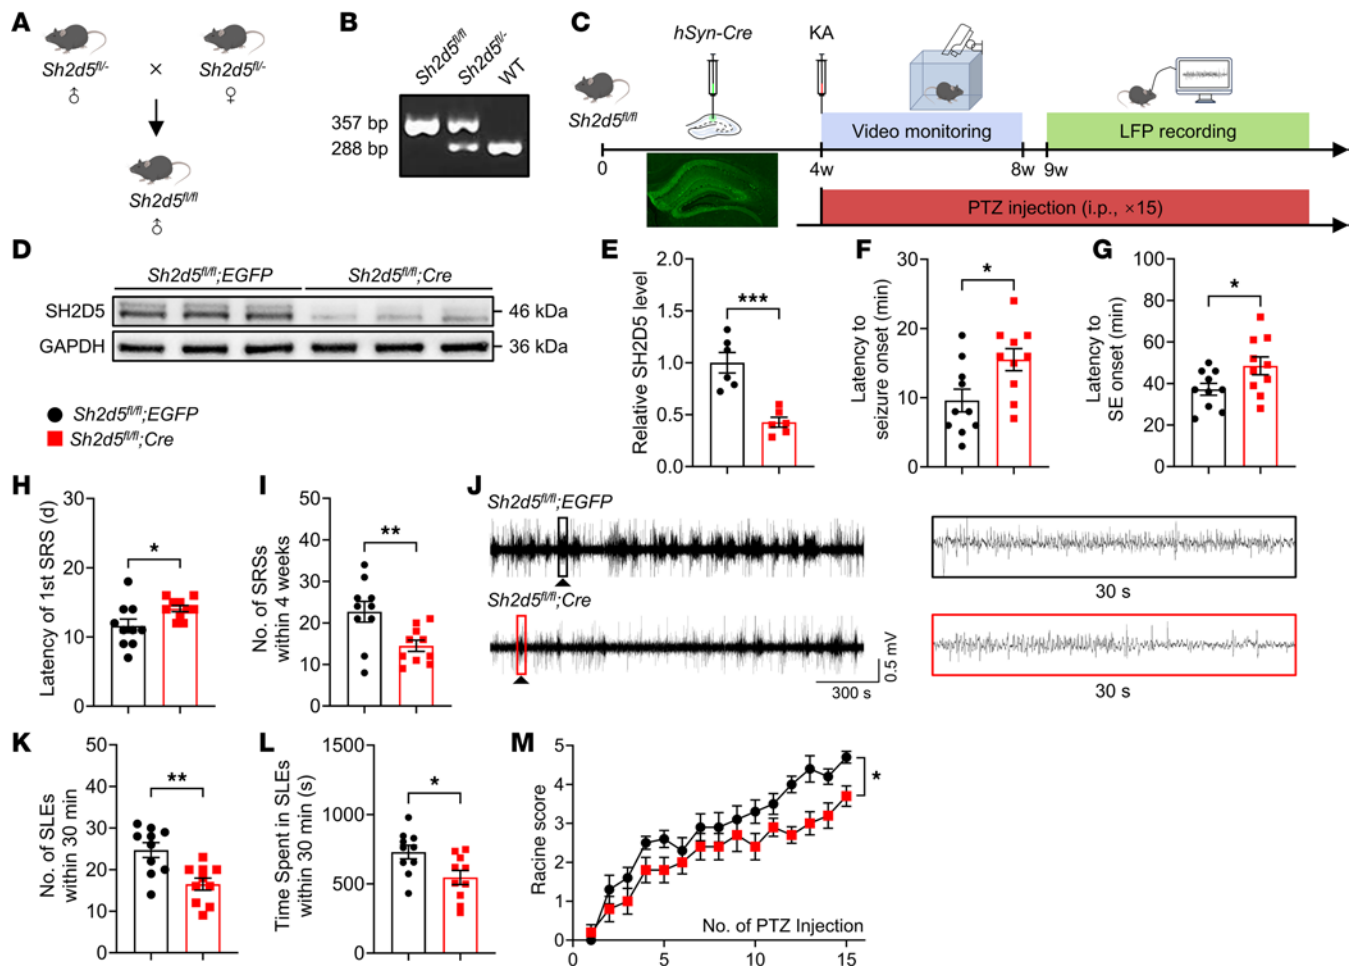 A
Sh2d5fl/-
×
Sh2d5fl/-
♂
♀
Sh2d5fl/fl
♂
B
Sh2d5fl/fl
Sh2d5fl/-
WT
357 bp
288 bp
C
hSyn-Cre
KA
Sh2d5fl/fl
Video monitoring
LFP recording
0
4w
8w
9w
PTZ injection (i.p., ×15)
D
Sh2d5fl/fl;EGFP
Sh2d5fl/fl;Cre
SH2D5
46 kDa
GAPDH
36 kDa
Sh2d5fl/fl;EGFP
Sh2d5fl/fl;Cre
E
Relative SH2D5 level
2.0
1.5
1.0
0.5
0.0
***
F
Latency to
seizure onset (min)
30
20
10
0
*
G
Latency to
SE onset (min)
100
80
60
40
20
0
*
H
Latency of 1st SRS (d)
30
20
10
0
*
I
No. of SRSs
within 4 weeks
50
40
30
20
10
0
**
J
Sh2d5fl/fl;EGFP
Sh2d5fl/fl;Cre
0.5 mV
300 s
30 s
30 s
K
No. of SLEs
within 30 min
50
40
30
20
10
0
**
L
Time Spent in SLEs
within 30 min (s)
1500
1000
500
0
*
M
Racine score
5
4
3
2
1
0
*
No. of PTZ Injection
0
5
10
15